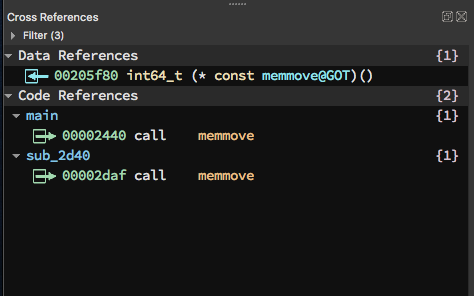 Cross References
Filter (3)
Data References {1}
00205f80 int64_t (* const memmove@GOT)()
Code References {2}
main {1}
00002440 call memmove
sub_2d40 {1}
00002daf call memmove